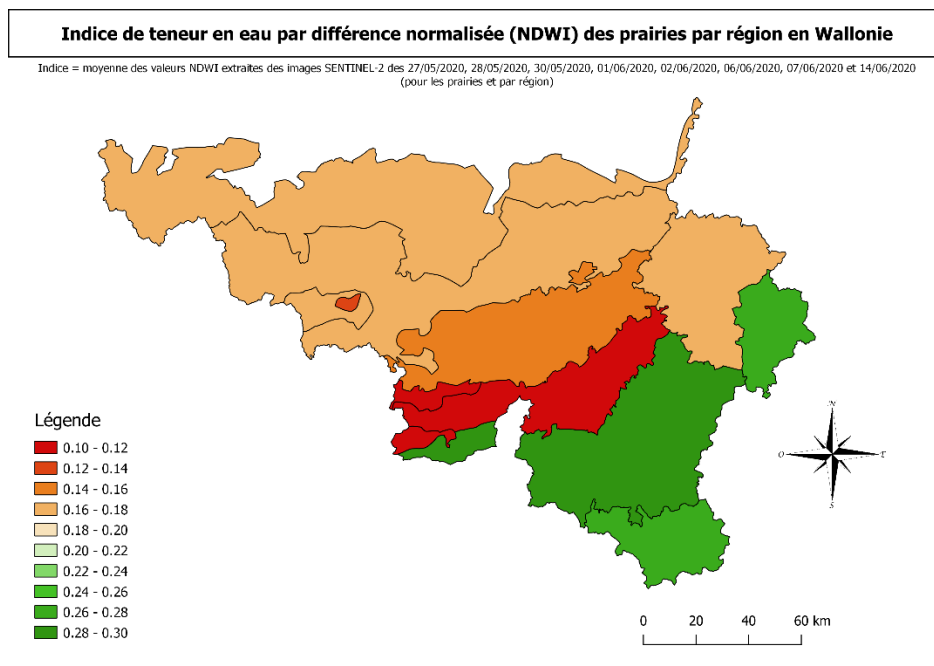 Indice de teneur en eau par différence normalisée (NDWI) des prairies par région en Wallonie
Indice = moyenne des valeurs NDWI extraites des images SENTINEL-2 des 27/05/2020, 28/05/2020, 30/05/2020, 01/06/2020, 02/06/2020, 06/06/2020, 07/06/2020 et 14/06/2020
(pour les prairies et par région)
Légende
0.10 - 0.12
0.12 - 0.14
0.14 - 0.16
0.16 - 0.18
0.18 - 0.20
0.20 - 0.22
0.22 - 0.24
0.24 - 0.26
0.26 - 0.28
0.28 - 0.30
N
O
S
0 20 40 60 km